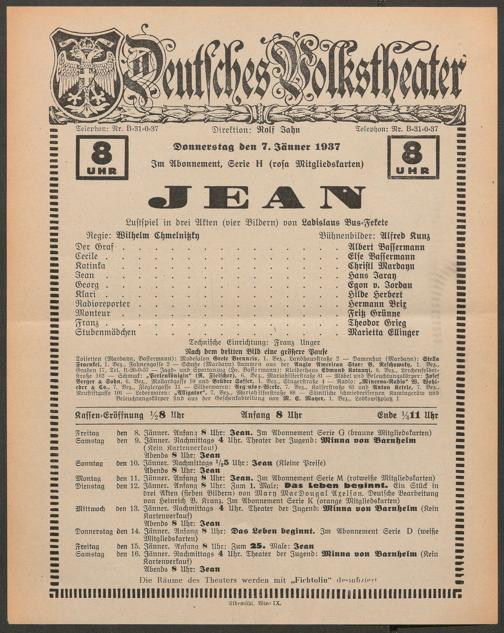 Deutsches Volkstheater
Telephon: Nr. B-31-0-37 Direktion: Rolf Jahn Telephon: Nr. B-31-0-37
8 UHR
Donnerstag den 7. Jänner 1937
8 UHR
Im Abonnement, Serie H (rosa Mitgliedskarten)
JEAN
Lustspiel in drei Akten (vier Bildern) von Ladislaus Bus-Fekete
Regie: Wilhelm Chmelnitzky Bühnenbilder: Alfred Kunz
Der Graf Albert Bassermann
Cecile Else Bassermann
Katinka Christl Mardayn
Jean Hans Jaray
Georg Egon v. Jordan
Klari Hilde Herbert
Radioreporter Hermann Brix
Monteur Fritz Grünne
Franz Theodor Grieg
Stubenmädchen Marietta Ellinger
Technische Einrichtung: Franz Unger
Nach dem dritten Bild eine größere Pause
Kassen-Eröffnung ½8 Uhr Anfang 8 Uhr Ende ½11 Uhr
Freitag den 8. Jänner. Anfang 8 Uhr: Jean. Im Abonnement Serie G (braune Mitgliedskarten)
Samstag den 9. Jänner. Nachmittags 4 Uhr. Theater der Jugend: Minna von Barnhelm
(Kein Kartenverkauf)
Abends 8 Uhr: Jean
Sonntag den 10. Jänner. Nachmittags ½5 Uhr: Jean (Kleine Preise)
Abends 8 Uhr: Jean
Montag den 11. Jänner. Anfang 8 Uhr: Jean. Im Abonnement Serie M (rotweiße Mitgliedskarten)
Dienstag den 12. Jänner. Anfang 8 Uhr: Zum 1. Male: Das Leben beginnt. Ein Stück in
drei Akten (sieben Bildern) von Mary MacDougal Axelson. Deutsche Bearbeitung
von Heinrich B. Kranz. Im Abonnement Serie K (orange Mitgliedskarten)
Mittwoch den 13. Jänner. Nachmittags 4 Uhr. Theater der Jugend: Minna von Barnhelm (Kein
Kartenverkauf)
Abends 8 Uhr: Jean
Donnerstag den 14. Jänner. Anfang 8 Uhr: Das Leben beginnt. Im Abonnement Serie D (weiße
Mitgliedskarten)
Freitag den 15. Jänner. Anfang 8 Uhr: Zum 25. Male: Jean
Samstag den 16. Jänner. Nachmittags 4 Uhr. Theater der Jugend: Minna von Barnhelm (Kein
Kartenverkauf)
Abends 8 Uhr: Jean
Die Räume des Theaters werden mit „Fichtolin“ desinfiziert
Elbemühl, Wien IX.